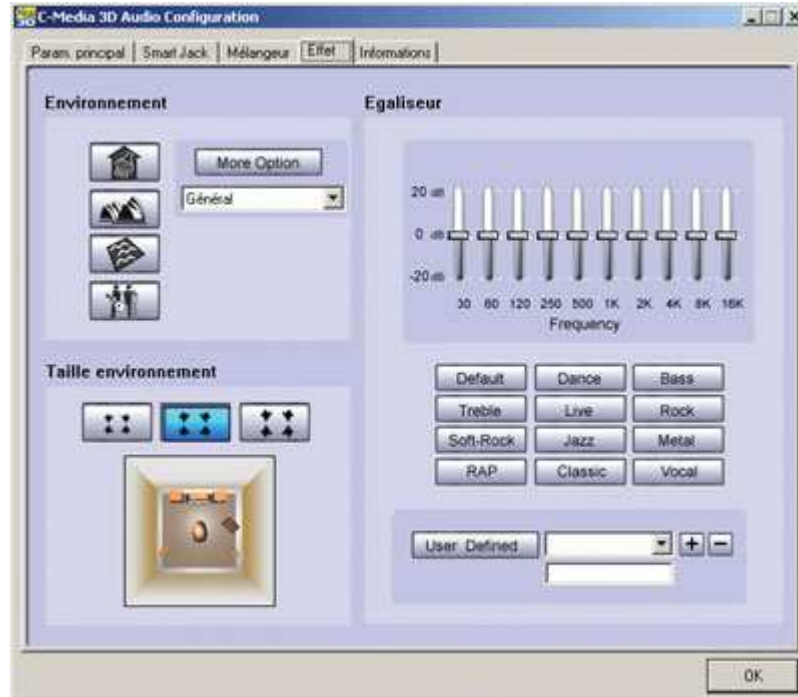 C-Media 3D Audio Configuration
Param. principal Smart Jack Mélangeur Effet Informations
Environnement
More Option
Général
Taille environnement
Egaliseur
20 dB
0 dB
-20 dB
30 60 120 250 500 1K 2K 4K 8K 16K
Frequency
Default Dance Bass
Treble Live Rock
Soft-Rock Jazz Metal
RAP Classic Vocal
User Defined + -
OK